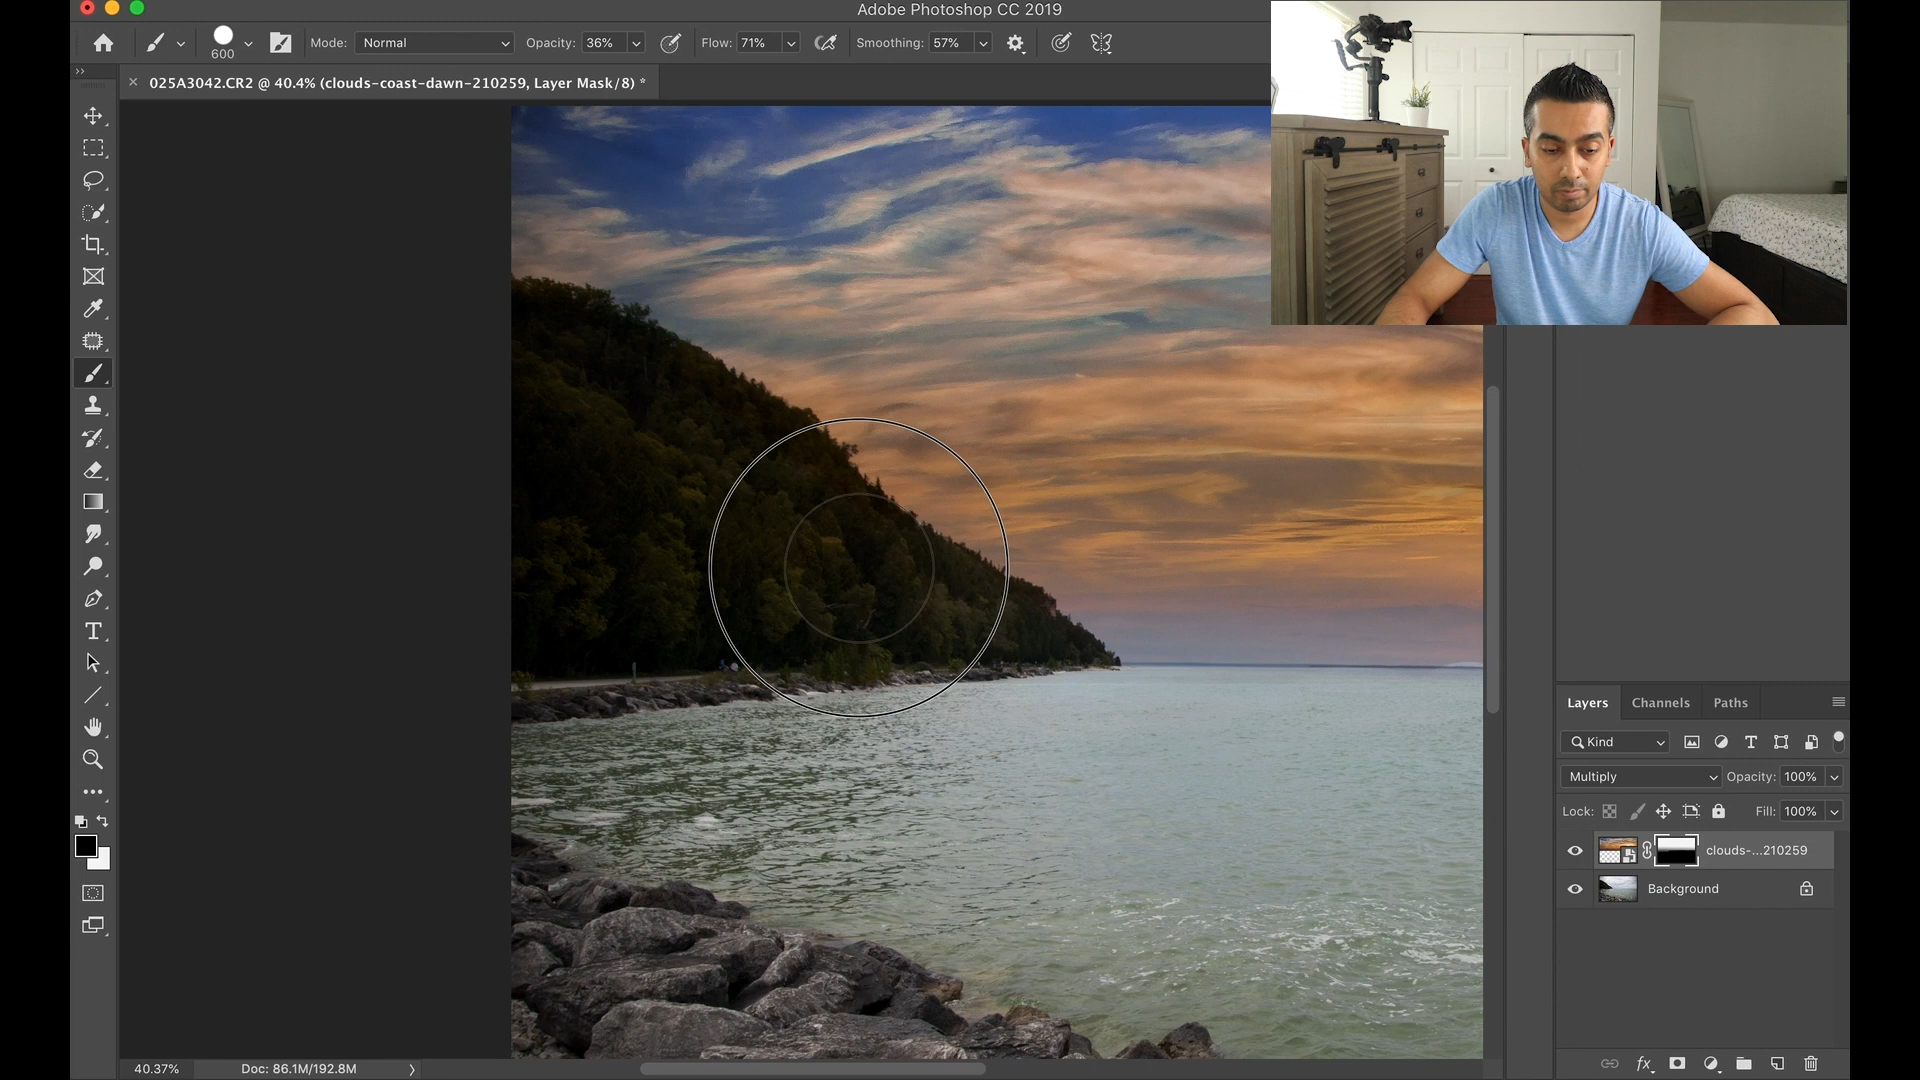 Adobe Photoshop CC 2019
600
Mode: Normal Opacity: 36% Flow: 71% Smoothing: 57%
× 025A3042.CR2 @ 40.4% (clouds-coast-dawn-210259, Layer Mask/8) *
Layers Channels Paths
Kind
Multiply Opacity: 100%
Lock: Fill: 100%
clouds-...210259
Background
fx
40.37% Doc: 86.1M/192.8M